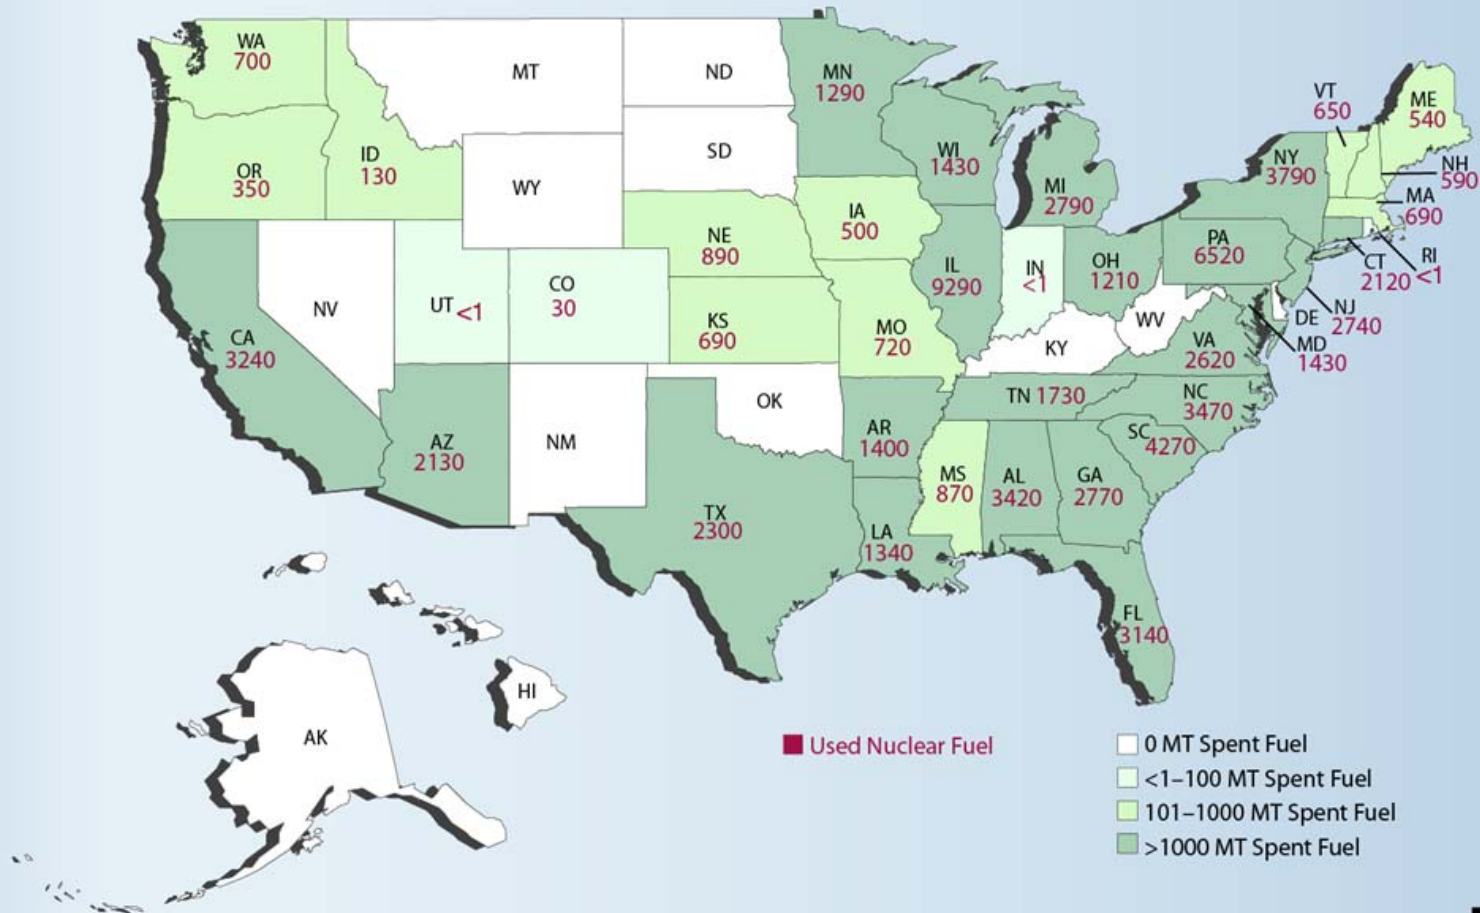 WA
700
MT
ND
MN
1290
VT
650
ME
540
ID
130
OR
350
SD
WI
1430
NY
3790
NH
590
WY
MI
2790
MA
690
IA
500
NE
890
PA
6520
IL
9290
IN
<1
OH
1210
CT
2120
RI
<1
UT <1
CO
30
NV
KS
690
MO
720
WV
DE
NJ
2740
CA
3240
KY
VA
2620
MD
1430
TN 1730
NC
3470
OK
AR
1400
SC
4270
AZ
2130
NM
MS
870
AL
3420
GA
2770
TX
2300
LA
1340
FL
3140
HI
AK
Used Nuclear Fuel
0 MT Spent Fuel
<1–100 MT Spent Fuel
101–1000 MT Spent Fuel
>1000 MT Spent Fuel